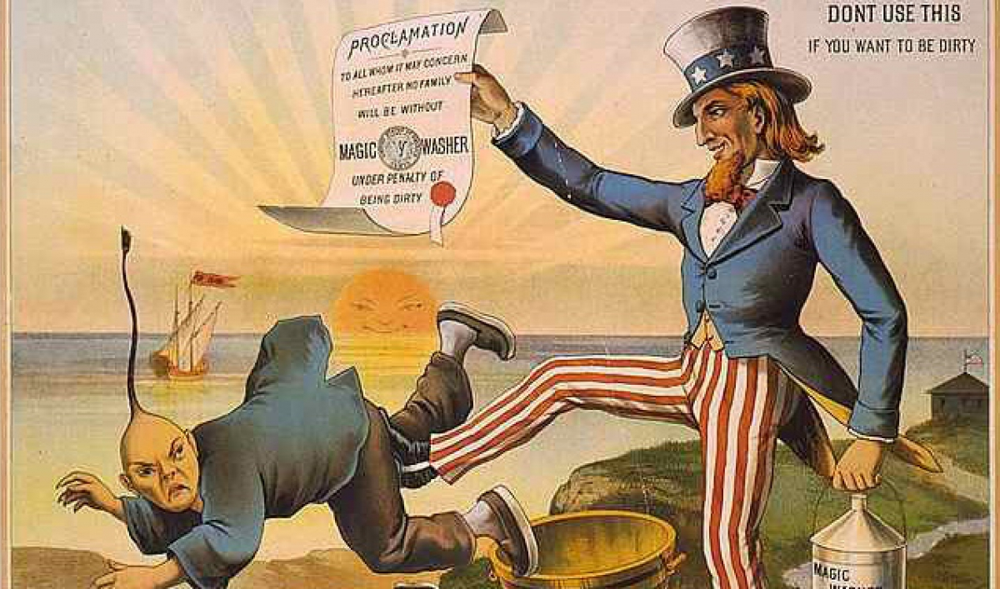 PROCLAMATION
TO ALL WHOM IT MAY CONCERN
HEREAFTER NO FAMILY
WILL BE WITHOUT
MAGIC WASHER
UNDER PENALTY OF
BEING DIRTY
DONT USE THIS
IF YOU WANT TO BE DIRTY
MAGIC
WASHER